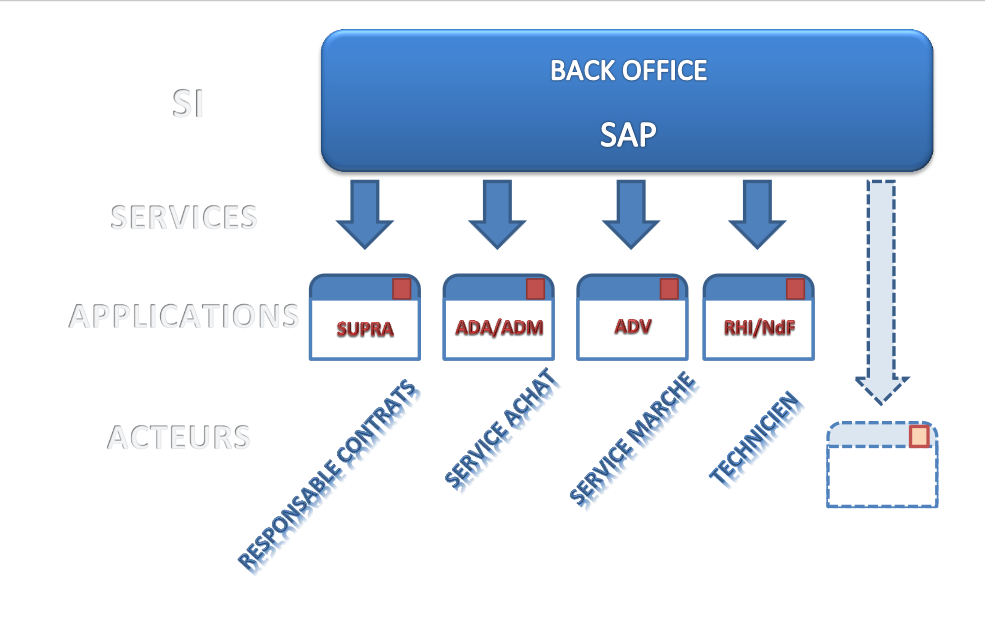 BACK OFFICE
SI
SAP
SERVICES
APPLICATIONS
SUPRA
ADA/ADM
ADV
RHI/NdF
ACTEURS
RESPONSABLE CONTRATS
SERVICE ACHAT
SERVICE MARCHE
TECHNICIEN